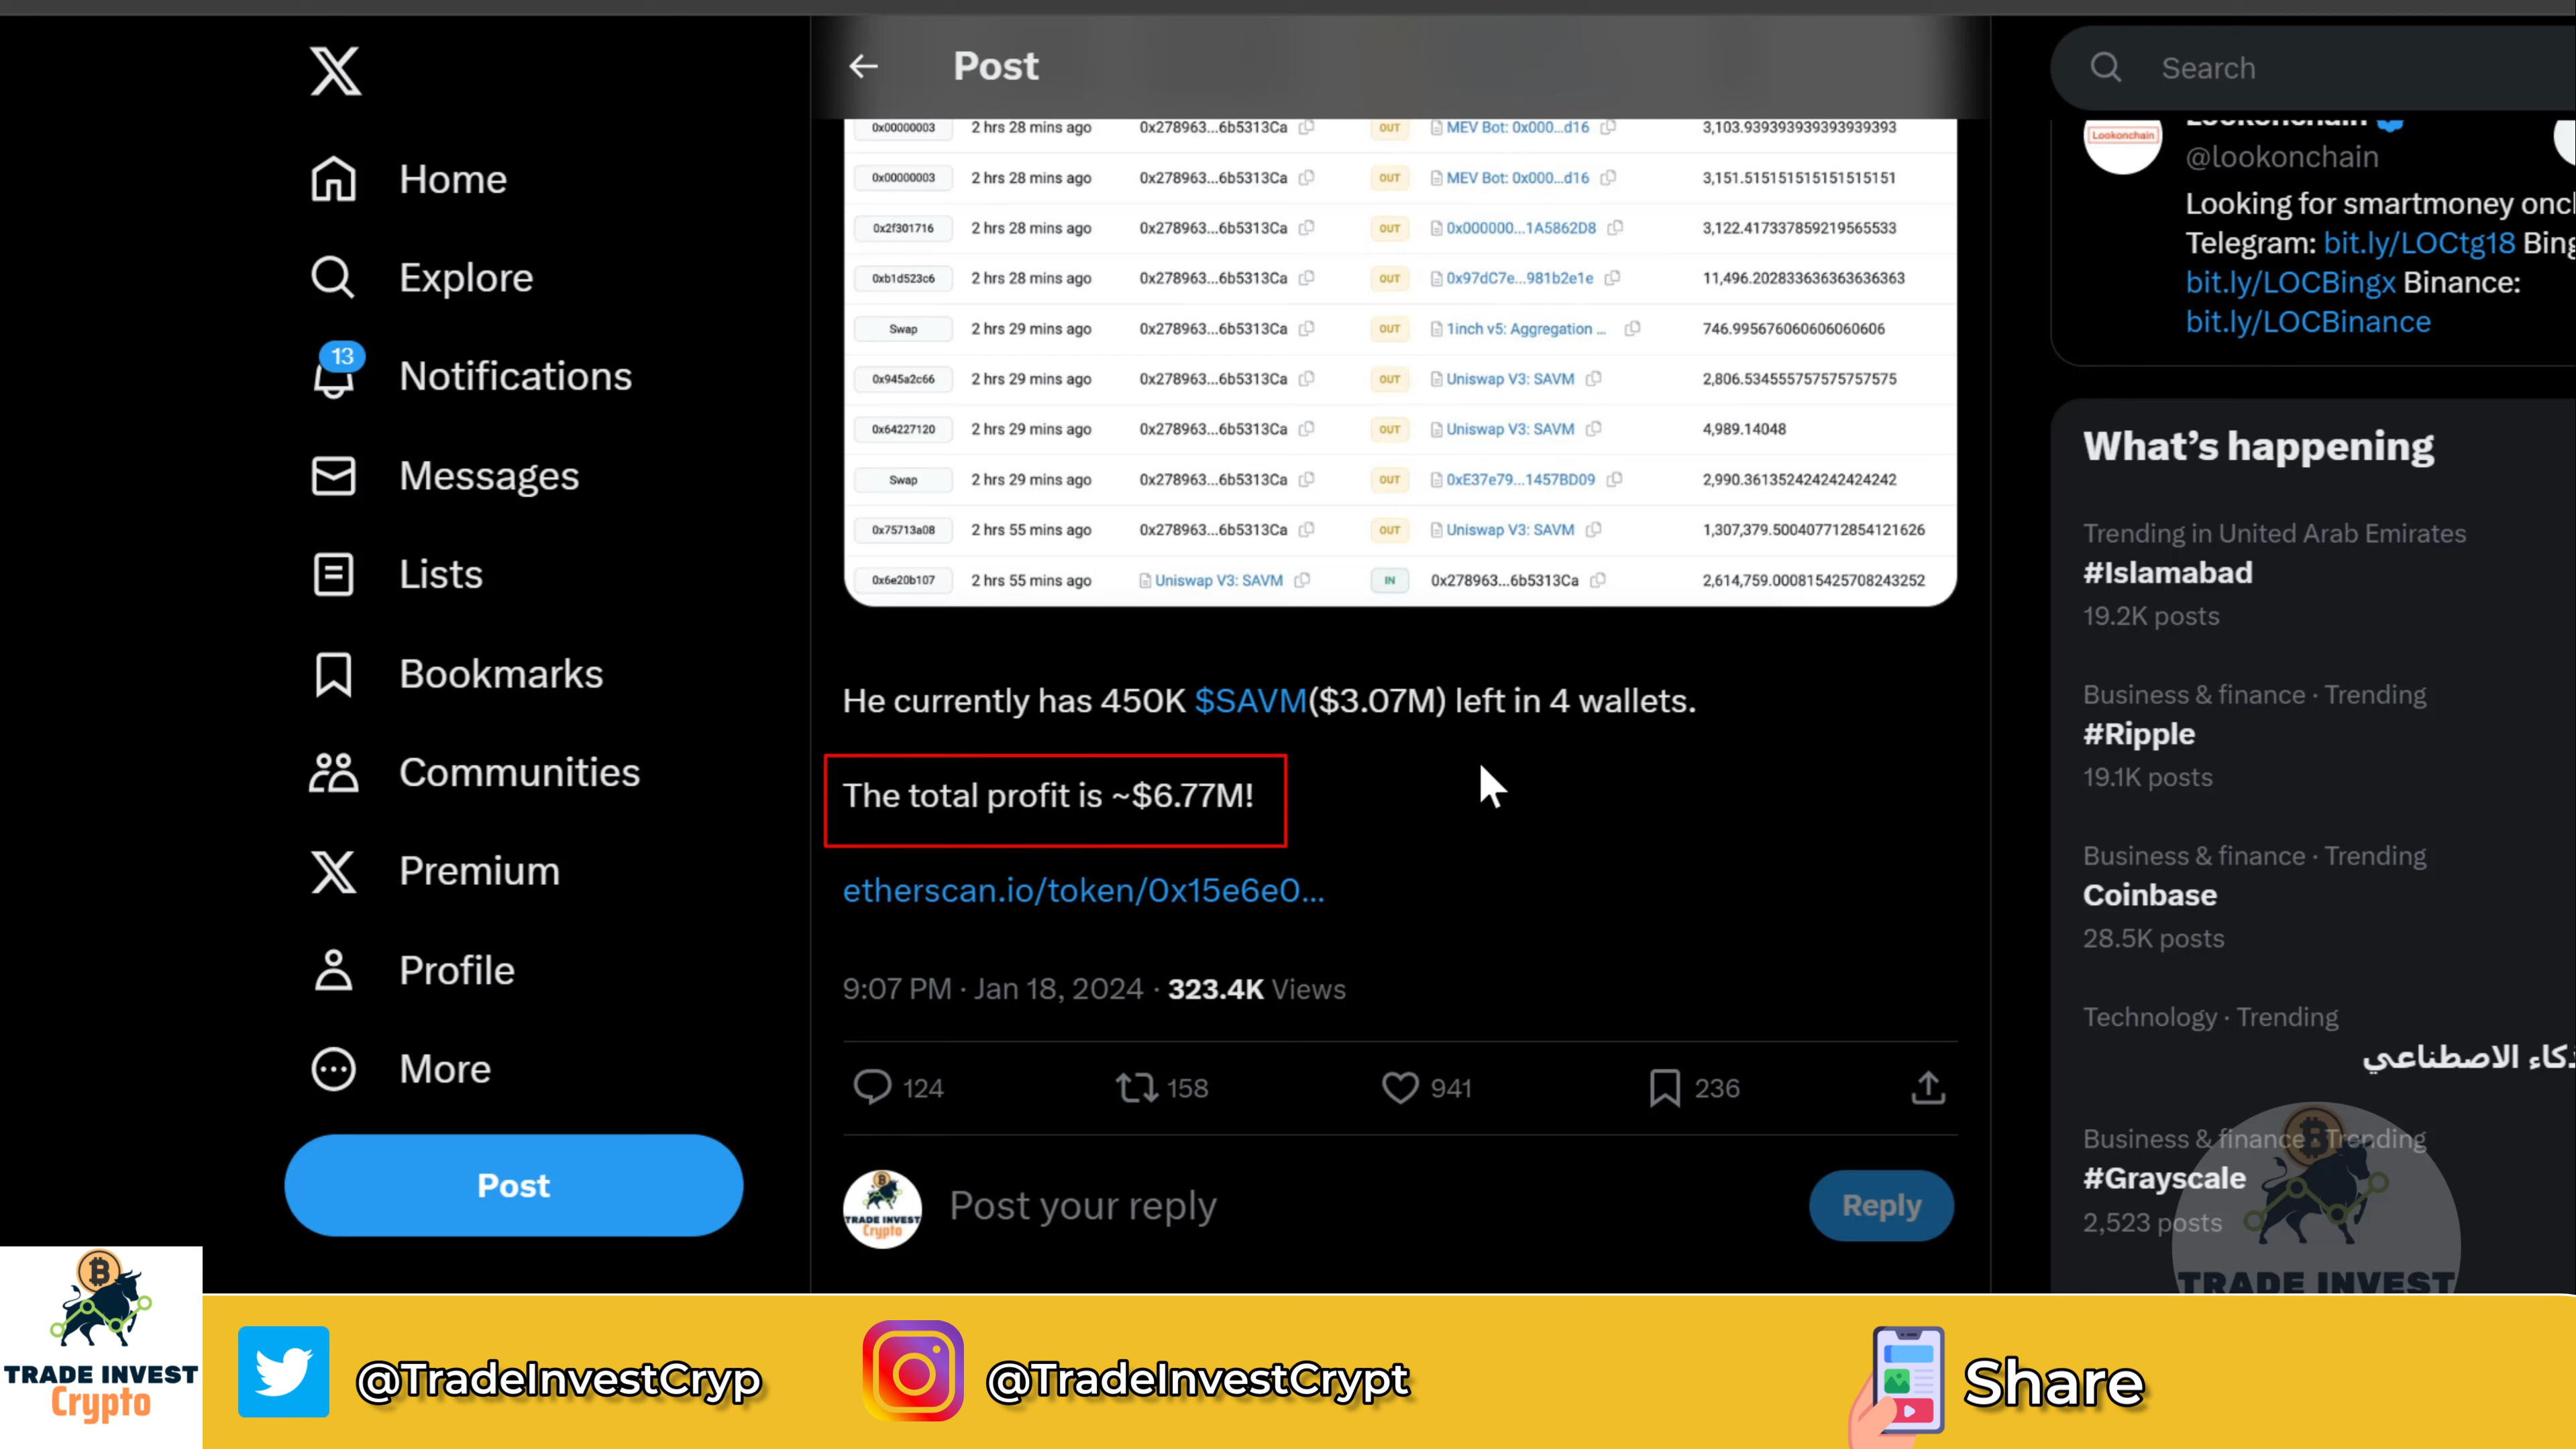 Post
Search
0x00000003 2 hrs 28 mins ago 0x278963...6b5313Ca OUT MEV Bot: 0x000...d16 3,103.939393939393939393
0x00000003 2 hrs 28 mins ago 0x278963...6b5313Ca OUT MEV Bot: 0x000...d16 3,151.515151515151515151
0x2f301716 2 hrs 28 mins ago 0x278963...6b5313Ca OUT 0x000000...1A5862D8 3,122.417337859219565533
0xb1d523c6 2 hrs 28 mins ago 0x278963...6b5313Ca OUT 0x97dC7e...981b2e1e 11,496.202833636363636363
Swap 2 hrs 29 mins ago 0x278963...6b5313Ca OUT 1inch v5: Aggregation ... 746.995676060606060606
0x945a2c66 2 hrs 29 mins ago 0x278963...6b5313Ca OUT Uniswap V3: SAVM 2,806.534555757575757575
0x64227120 2 hrs 29 mins ago 0x278963...6b5313Ca OUT Uniswap V3: SAVM 4,989.14048
Swap 2 hrs 29 mins ago 0x278963...6b5313Ca OUT 0xE37e79...1457BD09 2,990.361352424242424242
0x75713a08 2 hrs 55 mins ago 0x278963...6b5313Ca OUT Uniswap V3: SAVM 1,307,379.500407712854121626
0x6e20b107 2 hrs 55 mins ago Uniswap V3: SAVM IN 0x278963...6b5313Ca 2,614,759.000815425708243252
Home
Explore
13
Notifications
Messages
Lists
Bookmarks
Communities
Premium
Profile
More
Post
He currently has 450K $SAVM($3.07M) left in 4 wallets.
The total profit is ~$6.77M!
etherscan.io/token/0x15e6e0...
9:07 PM · Jan 18, 2024 · 323.4K Views
124 158 941 236
TRADE INVEST
Crypto
Post your reply
Reply
Lookonchain
Lookonchain
@lookonchain
Looking for smartmoney
Telegram: bit.ly/LOCtg18
bit.ly/LOCBingx Binance:
bit.ly/LOCBinance
What's happening
Trending in United Arab Emirates
#Islamabad
19.2K posts
Business & finance · Trending
#Ripple
19.1K posts
Business & finance · Trending
Coinbase
28.5K posts
Technology · Trending
الاصطناعي
Business & finance · Trending
#Grayscale
2,523 posts
TRADE INVEST
TRADE INVEST
Crypto
@TradeInvestCryp
@TradeInvestCrypt
Share